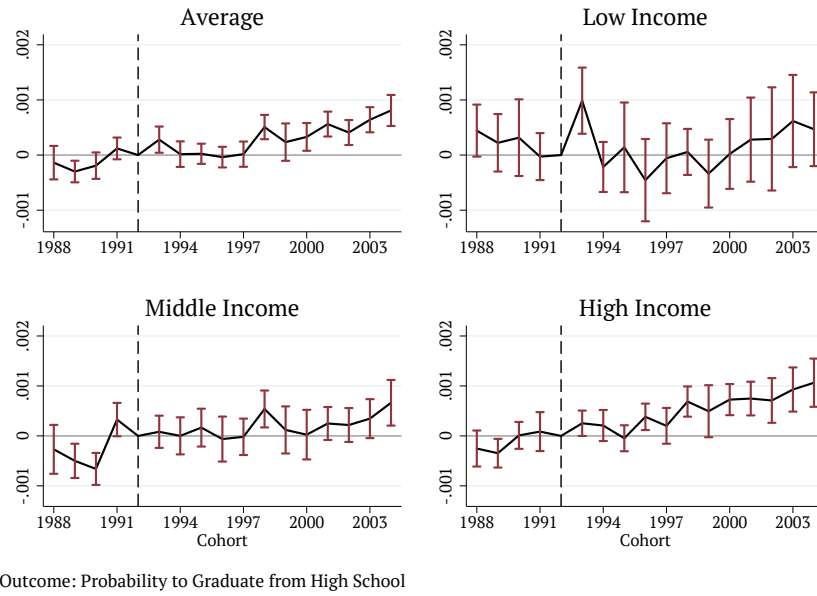 Average
.002
.001
0
-.001
1988 1991 1994 1997 2000 2003
Low Income
.002
.001
0
-.001
1988 1991 1994 1997 2000 2003
Middle Income
.002
.001
0
-.001
1988 1991 1994 1997 2000 2003
Cohort
High Income
.002
.001
0
-.001
1988 1991 1994 1997 2000 2003
Cohort
Outcome: Probability to Graduate from High School